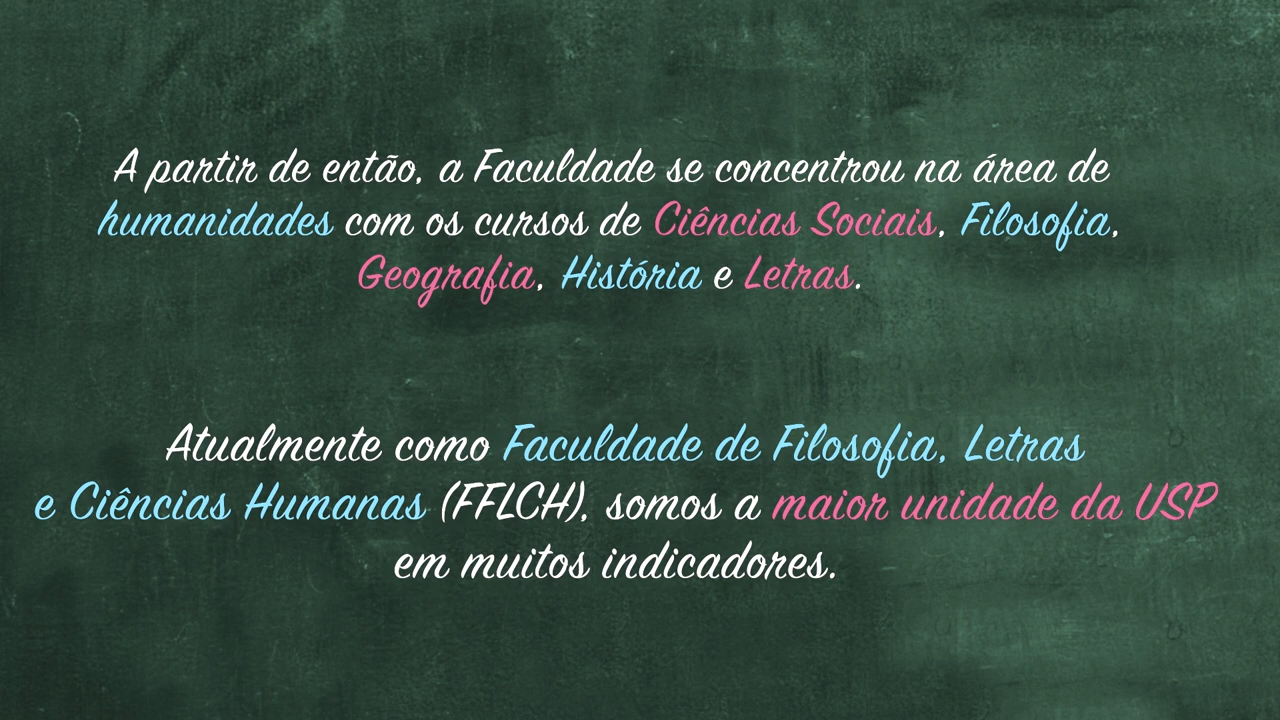 A partir de então, a Faculdade se concentrou na área de
humanidades com os cursos de Ciências Sociais, Filosofia,
Geografia, História e Letras.
Atualmente como Faculdade de Filosofia, Letras
e Ciências Humanas (FFLCH), somos a maior unidade da USP
em muitos indicadores.